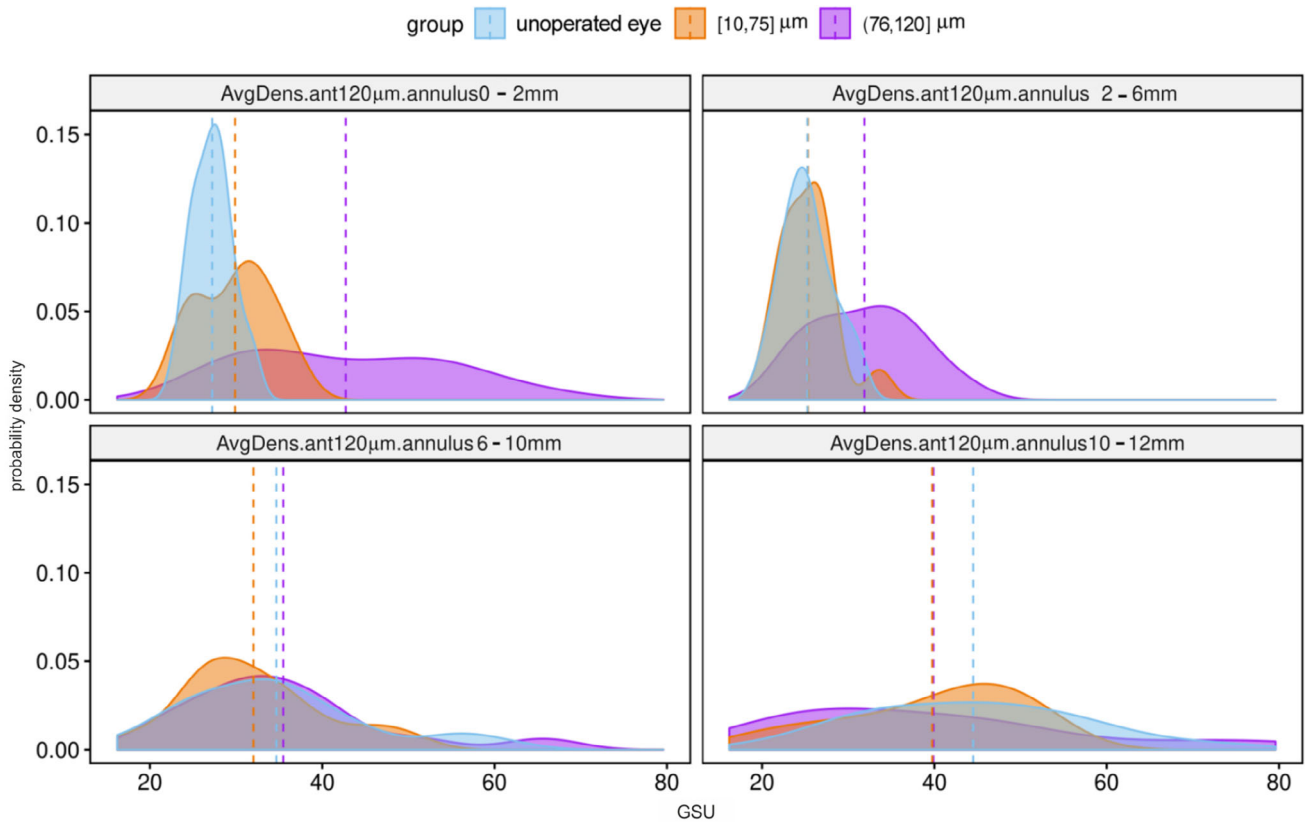 group unoperated eye [10,75] μm (76,120] μm
AvgDens.ant120μm.annulus0 - 2mm
AvgDens.ant120μm.annulus 2 - 6mm
0.15
0.10
0.05
0.00
probability density
AvgDens.ant120μm.annulus 6 - 10mm
AvgDens.ant120μm.annulus10 - 12mm
0.15
0.10
0.05
0.00
20 40 60 80
20 40 60 80
GSU